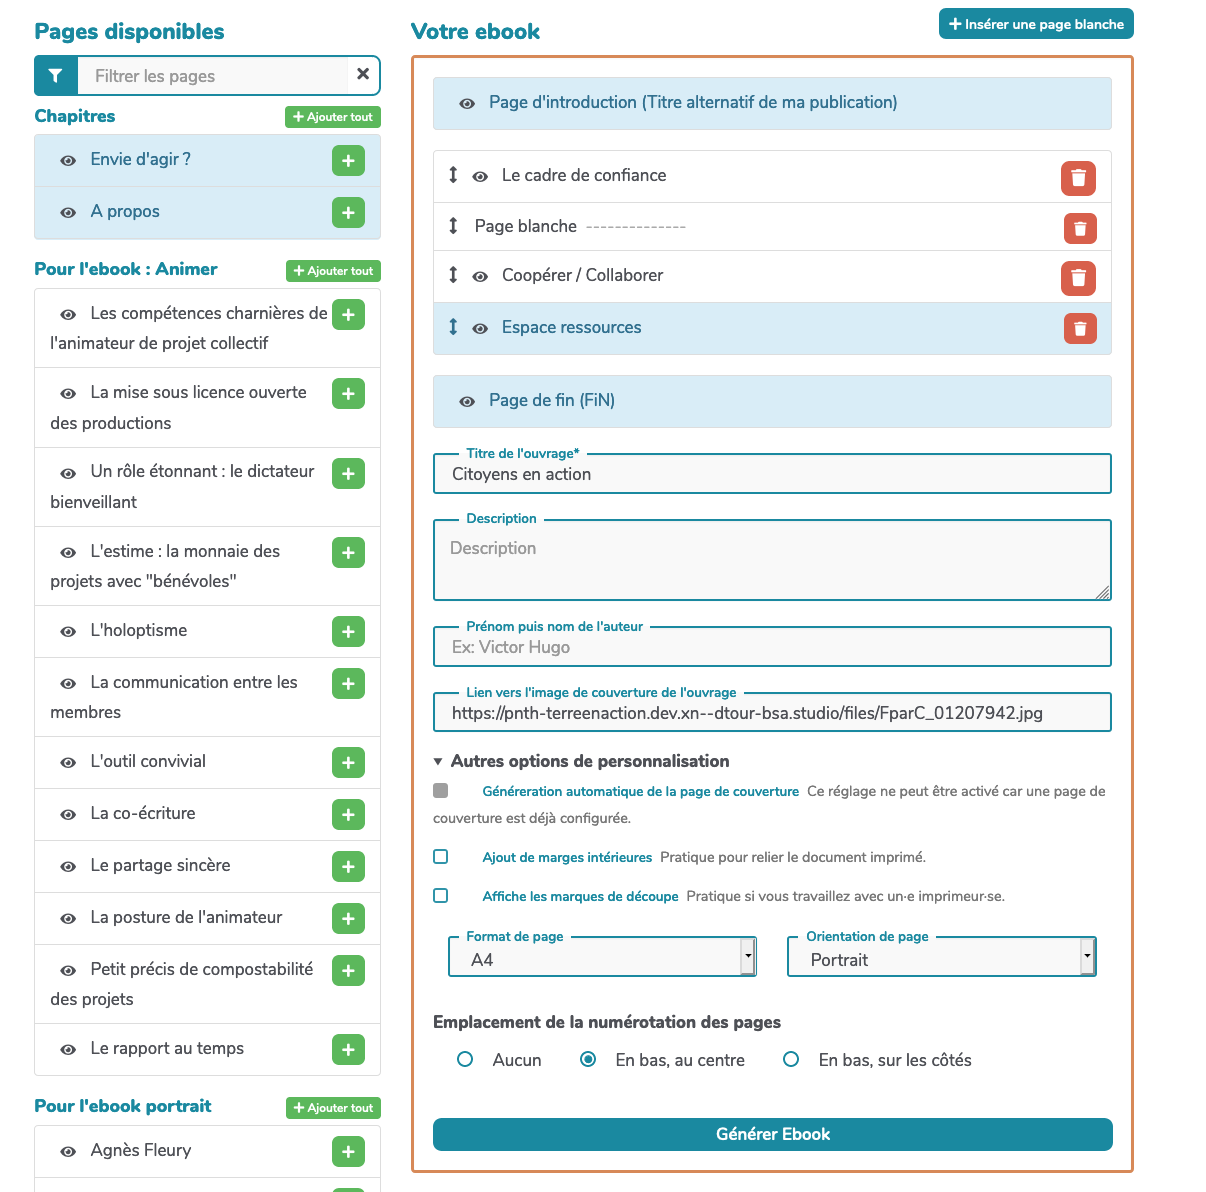 Pages disponibles
Filtrer les pages
Chapitres
Ajouter tout
Envie d'agir ?
A propos
Pour l'ebook : Animer
Ajouter tout
Les compétences charnières de
l'animateur de projet collectif
La mise sous licence ouverte
des productions
Un rôle étonnant : le dictateur
bienveillant
L'estime : la monnaie des
projets avec "bénévoles"
L'holoptisme
La communication entre les
membres
L'outil convivial
La co-écriture
Le partage sincère
La posture de l'animateur
Petit précis de compostabilité
des projets
Le rapport au temps
Pour l'ebook portrait
Ajouter tout
Agnès Fleury
Votre ebook
Insérer une page blanche
Page d'introduction (Titre alternatif de ma publication)
Le cadre de confiance
Page blanche --------------
Coopérer / Collaborer
Espace ressources
Page de fin (FiN)
Titre de l'ouvrage*
Citoyens en action
Description
Description
Prénom puis nom de l'auteur
Ex: Victor Hugo
Lien vers l'image de couverture de l'ouvrage
https://pnth-terreenaction.dev.xn--dtour-bsa.studio/files/FparC_01207942.jpg
Autres options de personnalisation
Généreration automatique de la page de couverture Ce réglage ne peut être activé car une page de
couverture est déjà configurée.
Ajout de marges intérieures Pratique pour relier le document imprimé.
Affiche les marques de découpe Pratique si vous travaillez avec un·e imprimeur·se.
Format de page
A4
Orientation de page
Portrait
Emplacement de la numérotation des pages
Aucun
En bas, au centre
En bas, sur les côtés
Générer Ebook